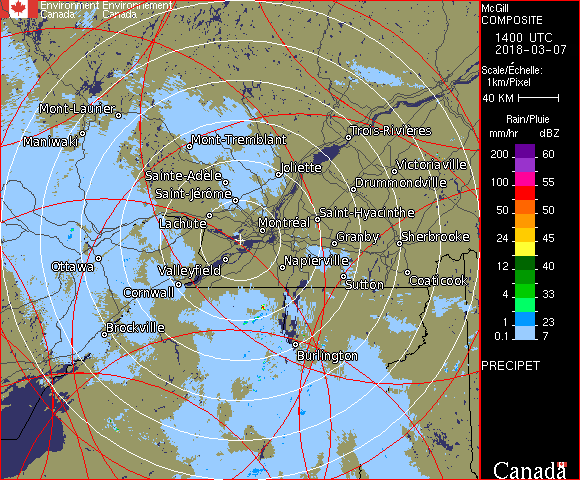 Environment Environnement
Canada Canada
McGill
COMPOSITE
1400 UTC
2018-03-07
Scale/Échelle:
1km/Pixel
40 KM
Rain/Pluie
mm/hr dBZ
200 60
150 57
100 55
50 50
24 45
12 40
4 33
1 23
0.1 7
PRECIPET
Canada
Mont-Laurier
Maniwaki
Mont-Tremblant
Trois-Rivières
Joliette
Victoriaville
Sainte-Adèle
Drummondville
Saint-Jérôme
Lachute
Saint-Hyacinthe
Montréal
Granby
Sherbrooke
Ottawa
Valleyfield
Napierville
Sutton
Coaticook
Cornwall
Brockville
Burlington